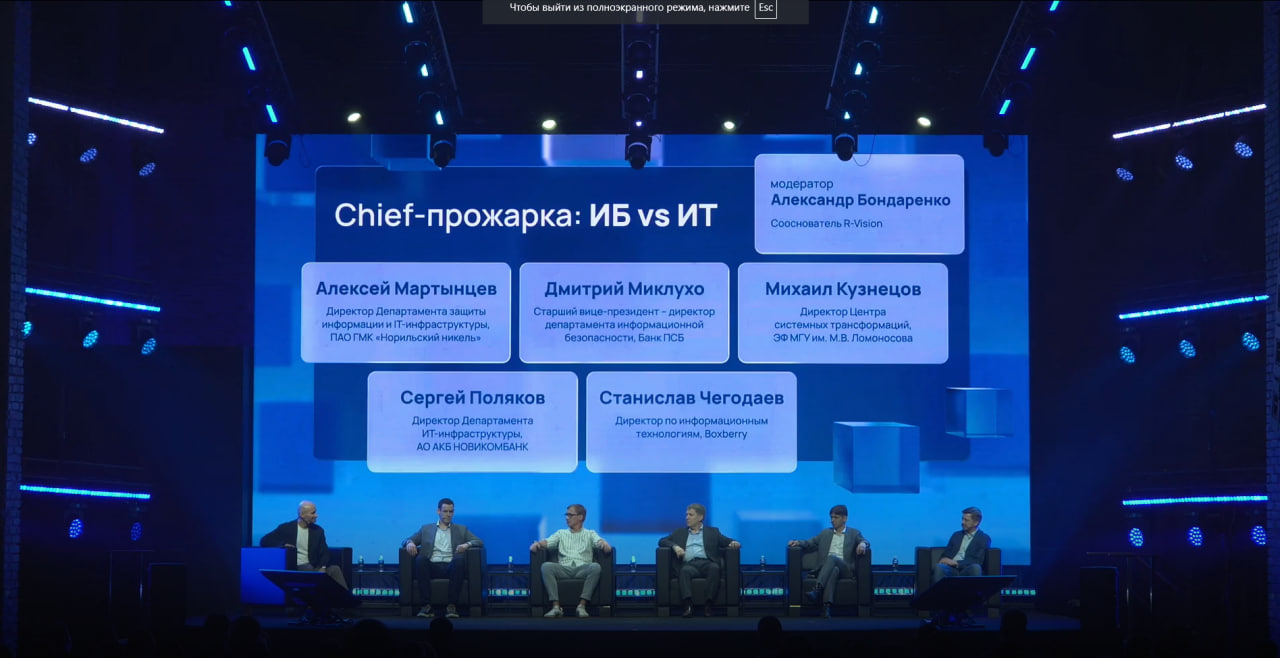 Чтобы выйти из полноэкранного режима, нажмите Esc
модератор
Александр Бондаренко
Сооснователь R-Vision
Chief-прожарка: ИБ vs ИТ
Алексей Мартынцев
Директор Департамента защиты
информации и IT-инфраструктуры,
ПАО ГМК «Норильский никель»
Дмитрий Миклухо
Старший вице-президент – директор
департамента информационной
безопасности, Банк ПСБ
Михаил Кузнецов
Директор Центра
системных трансформаций,
ЭФ МГУ им. М.В. Ломоносова
Сергей Поляков
Директор Департамента
ИТ-инфраструктуры,
АО АКБ НОВИКОМБАНК
Станислав Чегодаев
Директор по информационным
технологиям, Boxberry